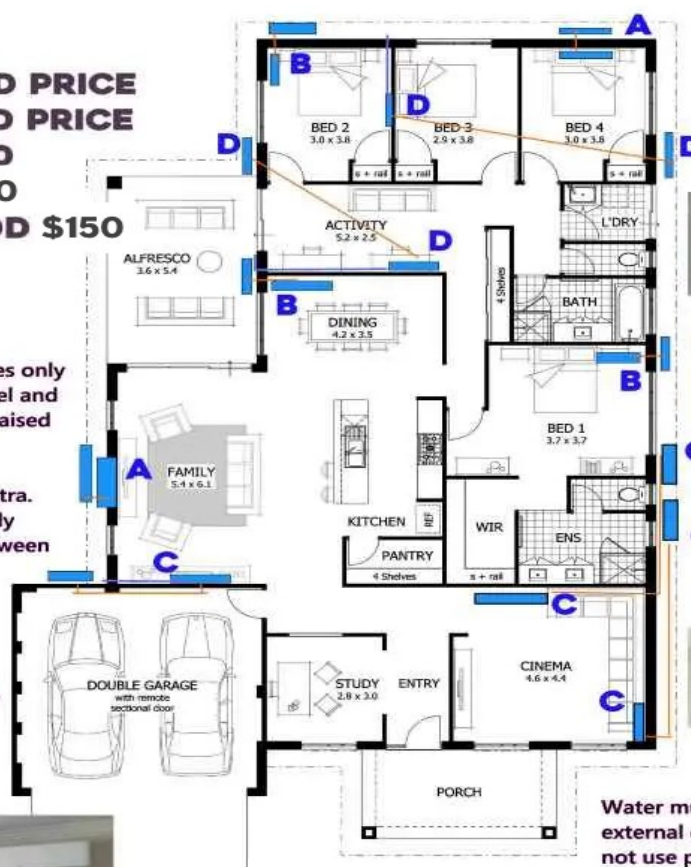 D PRICE
D PRICE
D
0
OD $150
es only
el and
aised
tra.
ly
ween
A
B
BED 2
3.0 x 3.8
D
BED 3
2.9 x 3.8
BED 4
3.0 x 3.8
D
D
s + rail
s + rail
s + rail
ACTIVITY
5.2 x 2.5
D
L'DRY
ALFRESCO
3.6 x 5.4
B
4 Shelves
BATH
DINING
4.2 x 3.5
B
BED 1
3.7 x 3.7
A
FAMILY
5.4 x 6.1
KITCHEN
REF
WIR
ENS
PANTRY
4 Shelves
s + rail
C
C
DOUBLE GARAGE
with remote
sectional door
STUDY
2.8 x 3.0
ENTRY
CINEMA
4.6 x 4.4
C
PORCH
Water mu
external
not use p